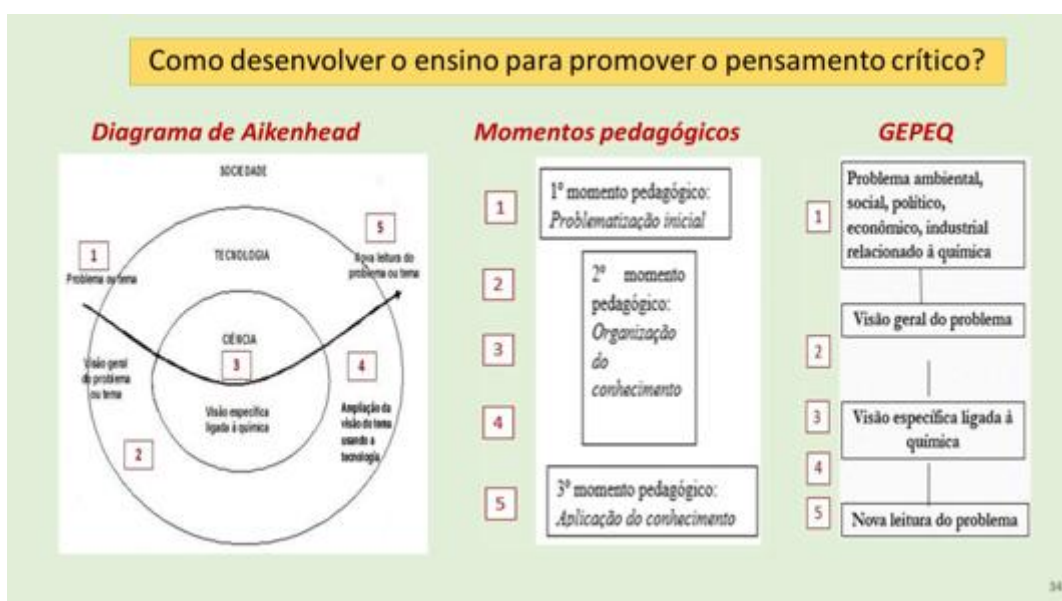 Como desenvolver o ensino para promover o pensamento crítico?
Diagrama de Aikenhead
SOCIEDADE
TECNOLOGIA
CIÊNCIA
1
Problema ou tema
5
Nova leitura do
problema ou tema
3
4
Visão geral
do problema
ou tema
Visão específica
ligada à química
Ampliação da
visão do tema
usando a
tecnologia
2
Momentos pedagógicos
1
1º momento pedagógico:
Problematização inicial
2
3
4
2º momento
pedagógico:
Organização
do
conhecimento
5
3º momento pedagógico:
Aplicação do conhecimento
GEPEQ
1
Problema ambiental,
social, político,
econômico, industrial
relacionado à química
Visão geral do problema
2
3
Visão específica ligada à
química
4
5
Nova leitura do problema
34